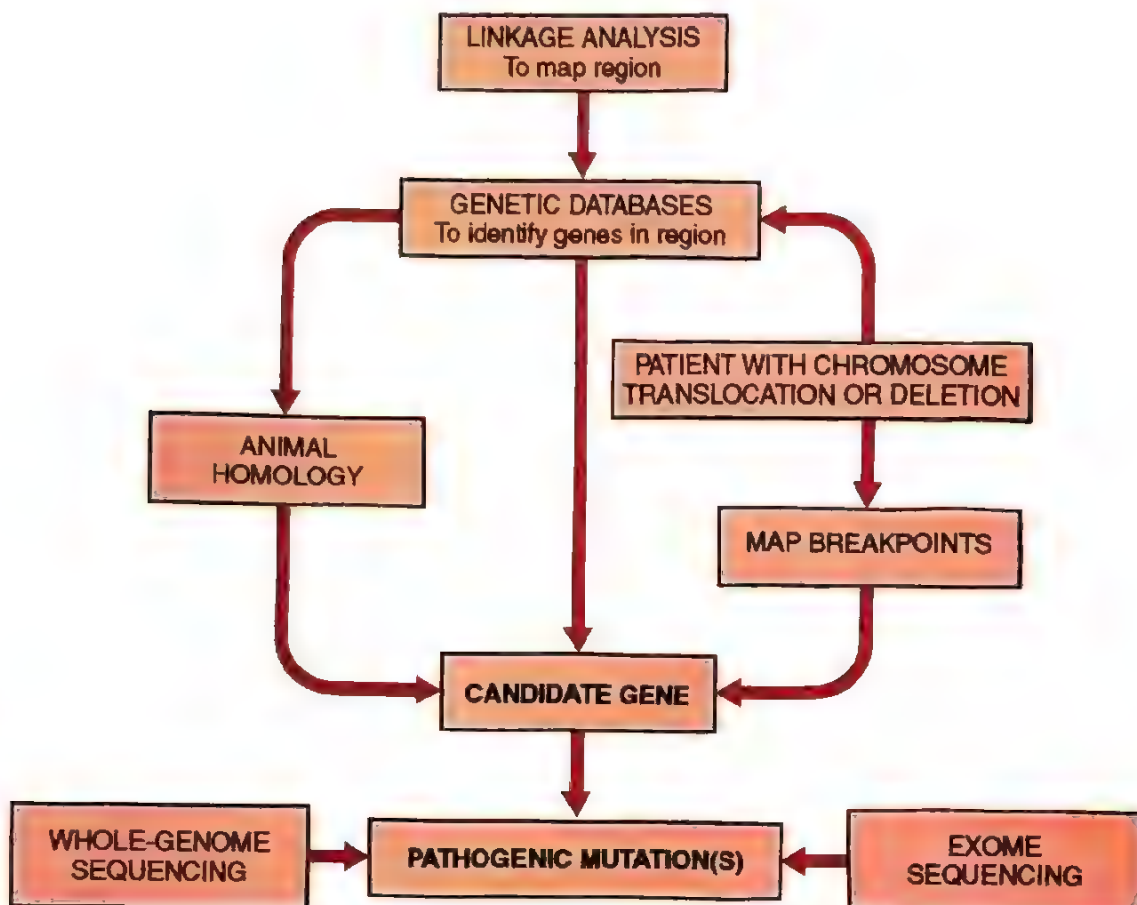 LINKAGE ANALYSIS
To map region
GENETIC DATABASES
To identify genes in region
PATIENT WITH CHROMOSOME
TRANSLOCATION OR DELETION
ANIMAL
HOMOLOGY
MAP BREAKPOINTS
CANDIDATE GENE
WHOLE-GENOME
SEQUENCING
PATHOGENIC MUTATION(S)
EXOME
SEQUENCING